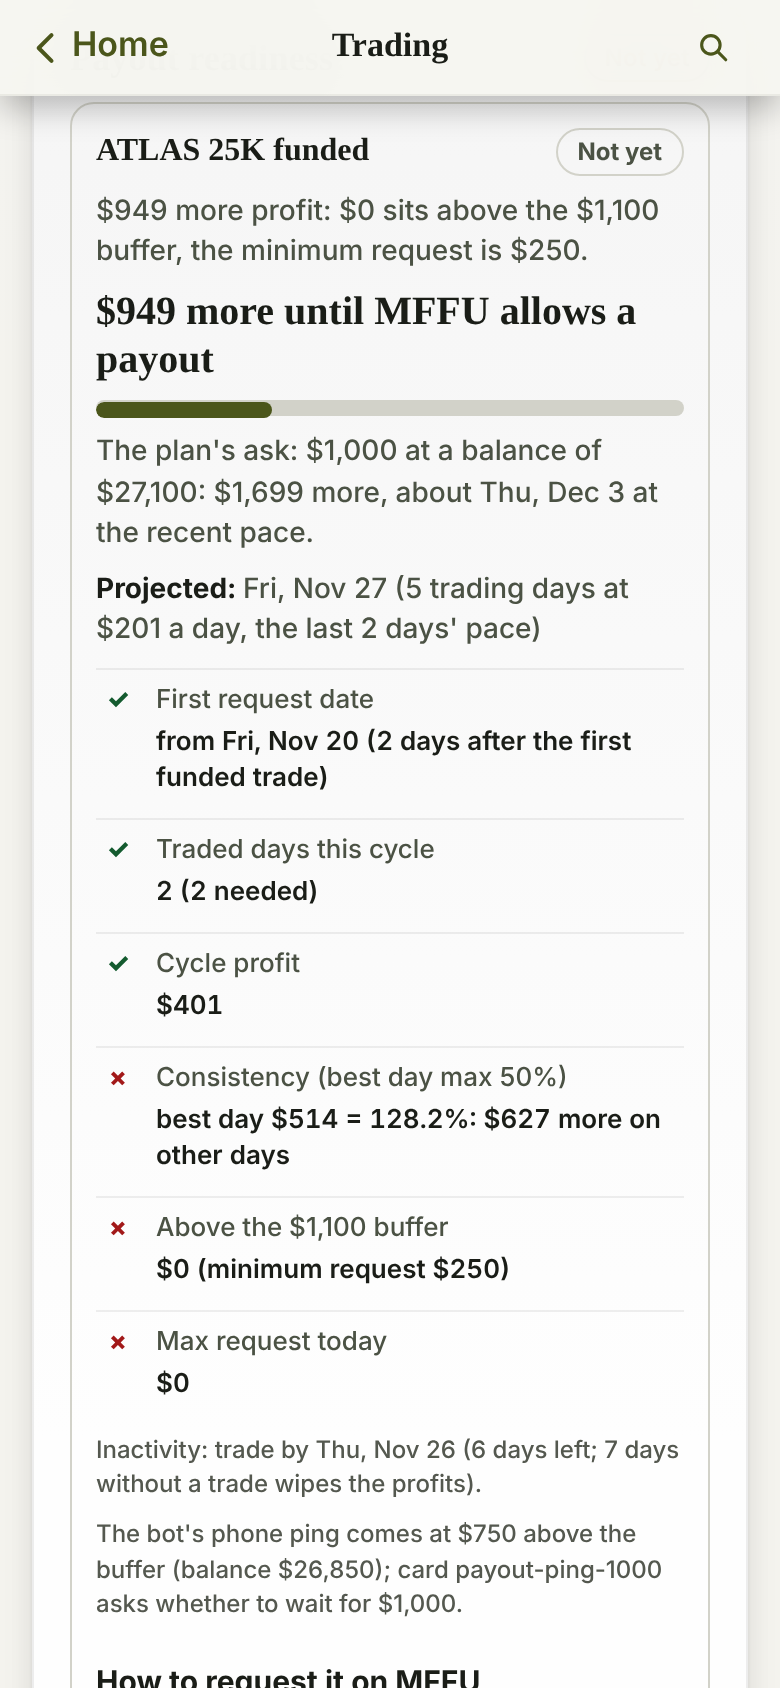 Home
Trading
ATLAS 25K funded
Not yet
$949 more profit: $0 sits above the $1,100
buffer, the minimum request is $250.
$949 more until MFFU allows a
payout
The plan's ask: $1,000 at a balance of
$27,100: $1,699 more, about Thu, Dec 3 at
the recent pace.
Projected: Fri, Nov 27 (5 trading days at
$201 a day, the last 2 days' pace)
First request date
from Fri, Nov 20 (2 days after the first
funded trade)
Traded days this cycle
2 (2 needed)
Cycle profit
$401
Consistency (best day max 50%)
best day $514 = 128.2%: $627 more on
other days
Above the $1,100 buffer
$0 (minimum request $250)
Max request today
$0
Inactivity: trade by Thu, Nov 26 (6 days left; 7 days
without a trade wipes the profits).
The bot's phone ping comes at $750 above the
buffer (balance $26,850); card payout-ping-1000
asks whether to wait for $1,000.
How to request it on MFFU